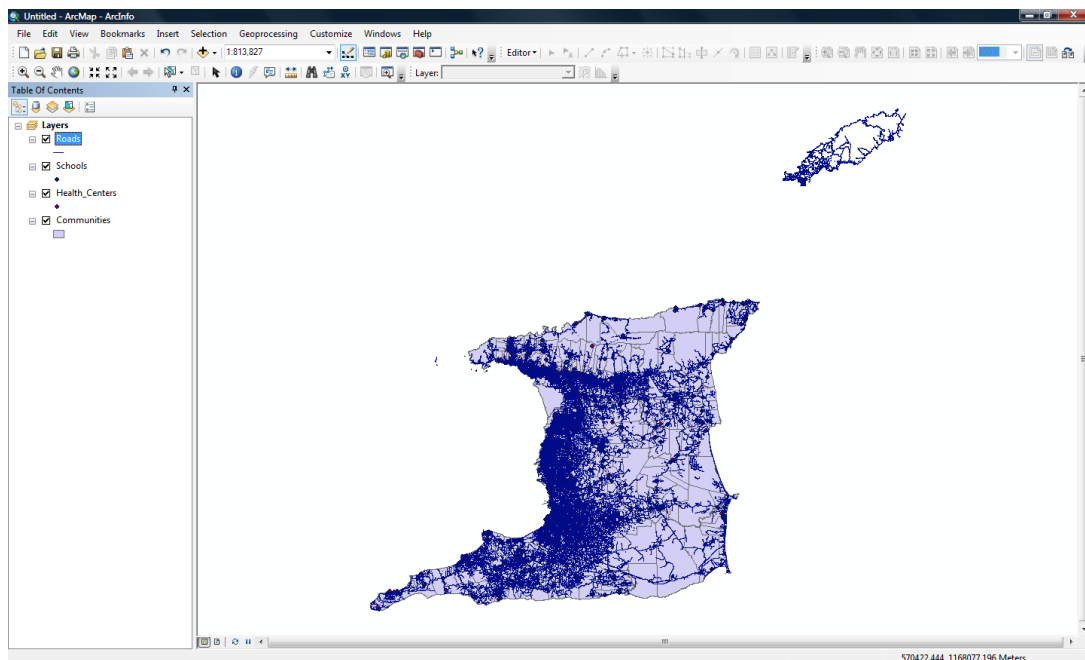 Untitled - ArcMap - ArcInfo
File Edit View Bookmarks Insert Selection Geoprocessing Customize Windows Help
1:813,827
Editor
Layer:
Table Of Contents
Layers
Roads
Schools
Health_Centers
Communities
570422.444 1168077.196 Meters